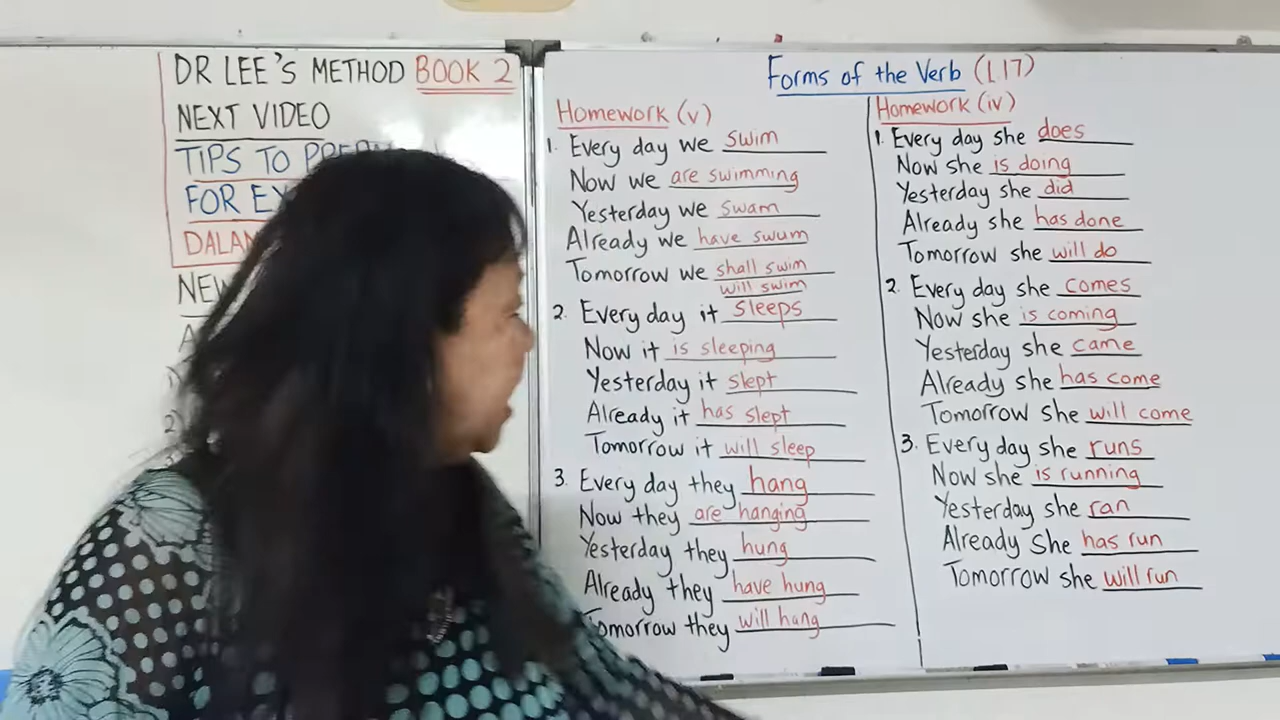 DR LEE'S METHOD BOOK 2
NEXT VIDEO
TIPS TO
FOR
NEW
Forms of the Verb (1.17)
Homework (v)
1. Every day we swim
Now we are swimming
Yesterday we swam
Already we have swum
Tomorrow we shall swim
will swim
2. Every day it sleeps
Now it is sleeping
Yesterday it slept
Already it has slept
Tomorrow it will sleep
3. Every day they hang
Now they are hanging
Yesterday they hung
Already they have hung
Tomorrow they will hang
Homework (iv)
1. Every day she does
Now she is doing
Yesterday she did
Already she has done
Tomorrow she will do
2. Every day she comes
Now she is coming
Yesterday she came
Already she has come
Tomorrow she will come
3. Every day she runs
Now she is running
Yesterday she ran
Already she has run
Tomorrow she will run